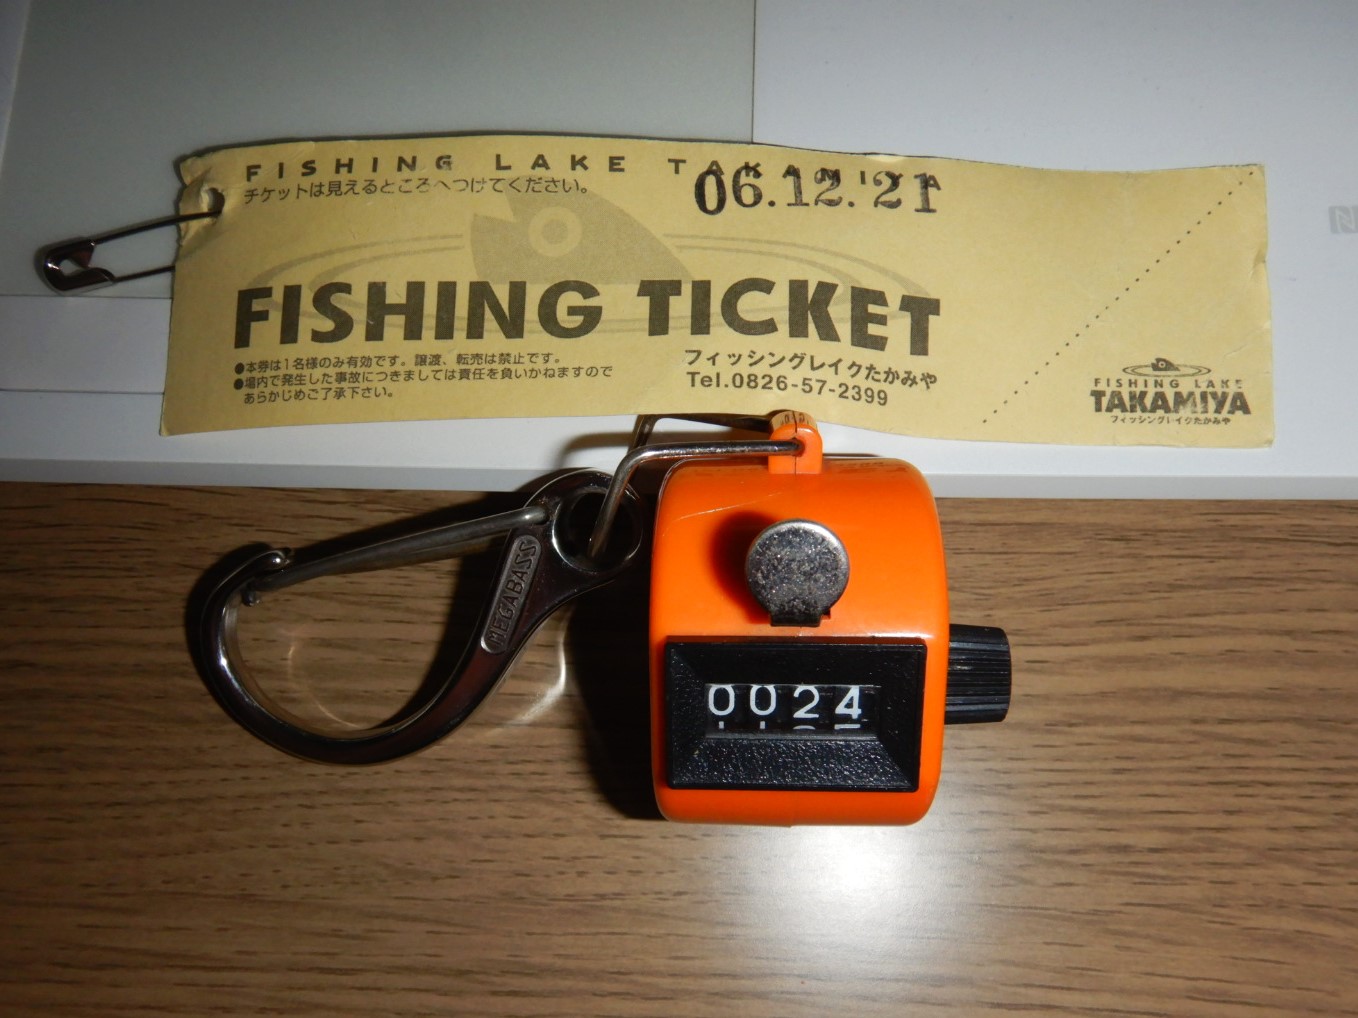 FISHING LAKE TAKAMIYA
チケットは見えるところへつけてください。
06.12.21
FISHING TICKET
●本券は1名様のみ有効です。譲渡、転売は禁止です。
●場内で発生した事故につきましては責任を負いかねますので
あらかじめご了承下さい。
フィッシングレイクたかみや
Tel.0826-57-2399
FISHING LAKE
TAKAMIYA
フィッシングレイクたかみや
MEGABASS
0024